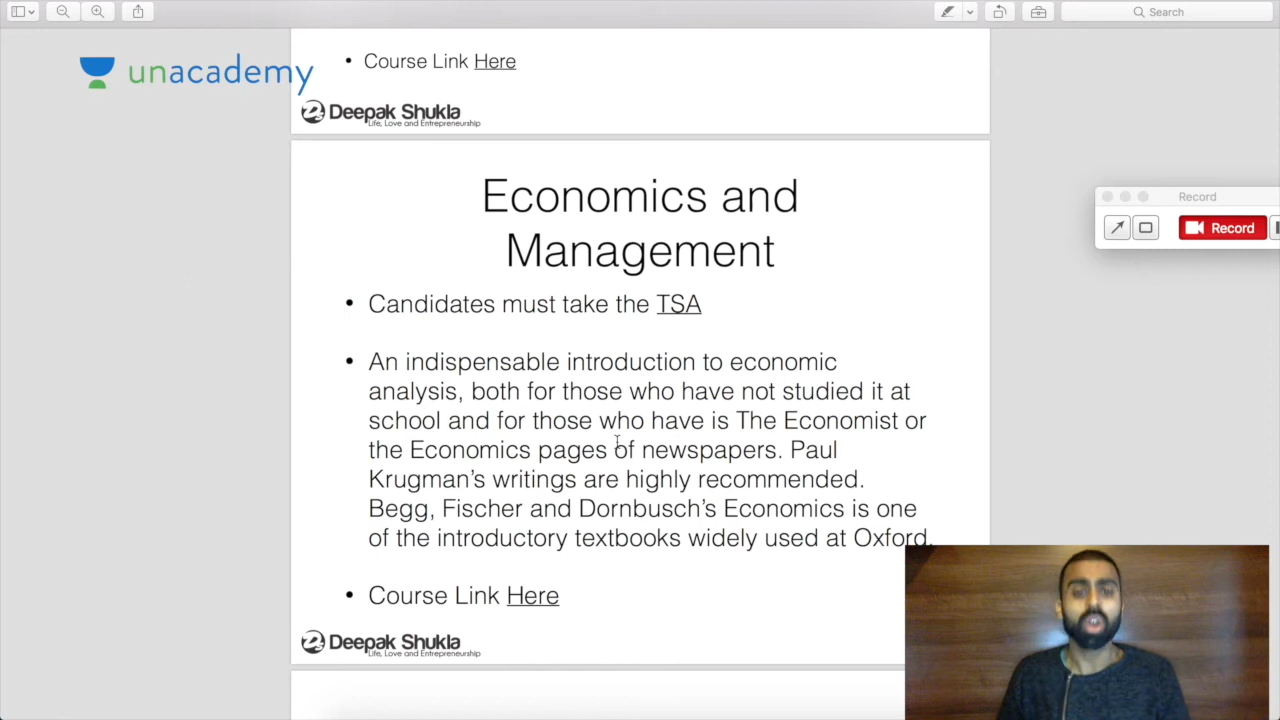 Search
unacademy
• Course Link Here
Deepak Shukla
Life, Love and Entrepreneurship
Record
Record
Economics and
Management
• Candidates must take the TSA
• An indispensable introduction to economic
analysis, both for those who have not studied it at
school and for those who have is The Economist or
the Economics pages of newspapers. Paul
Krugman's writings are highly recommended.
Begg, Fischer and Dornbusch's Economics is one
of the introductory textbooks widely used at Oxford.
• Course Link Here
Deepak Shukla
Life, Love and Entrepreneurship